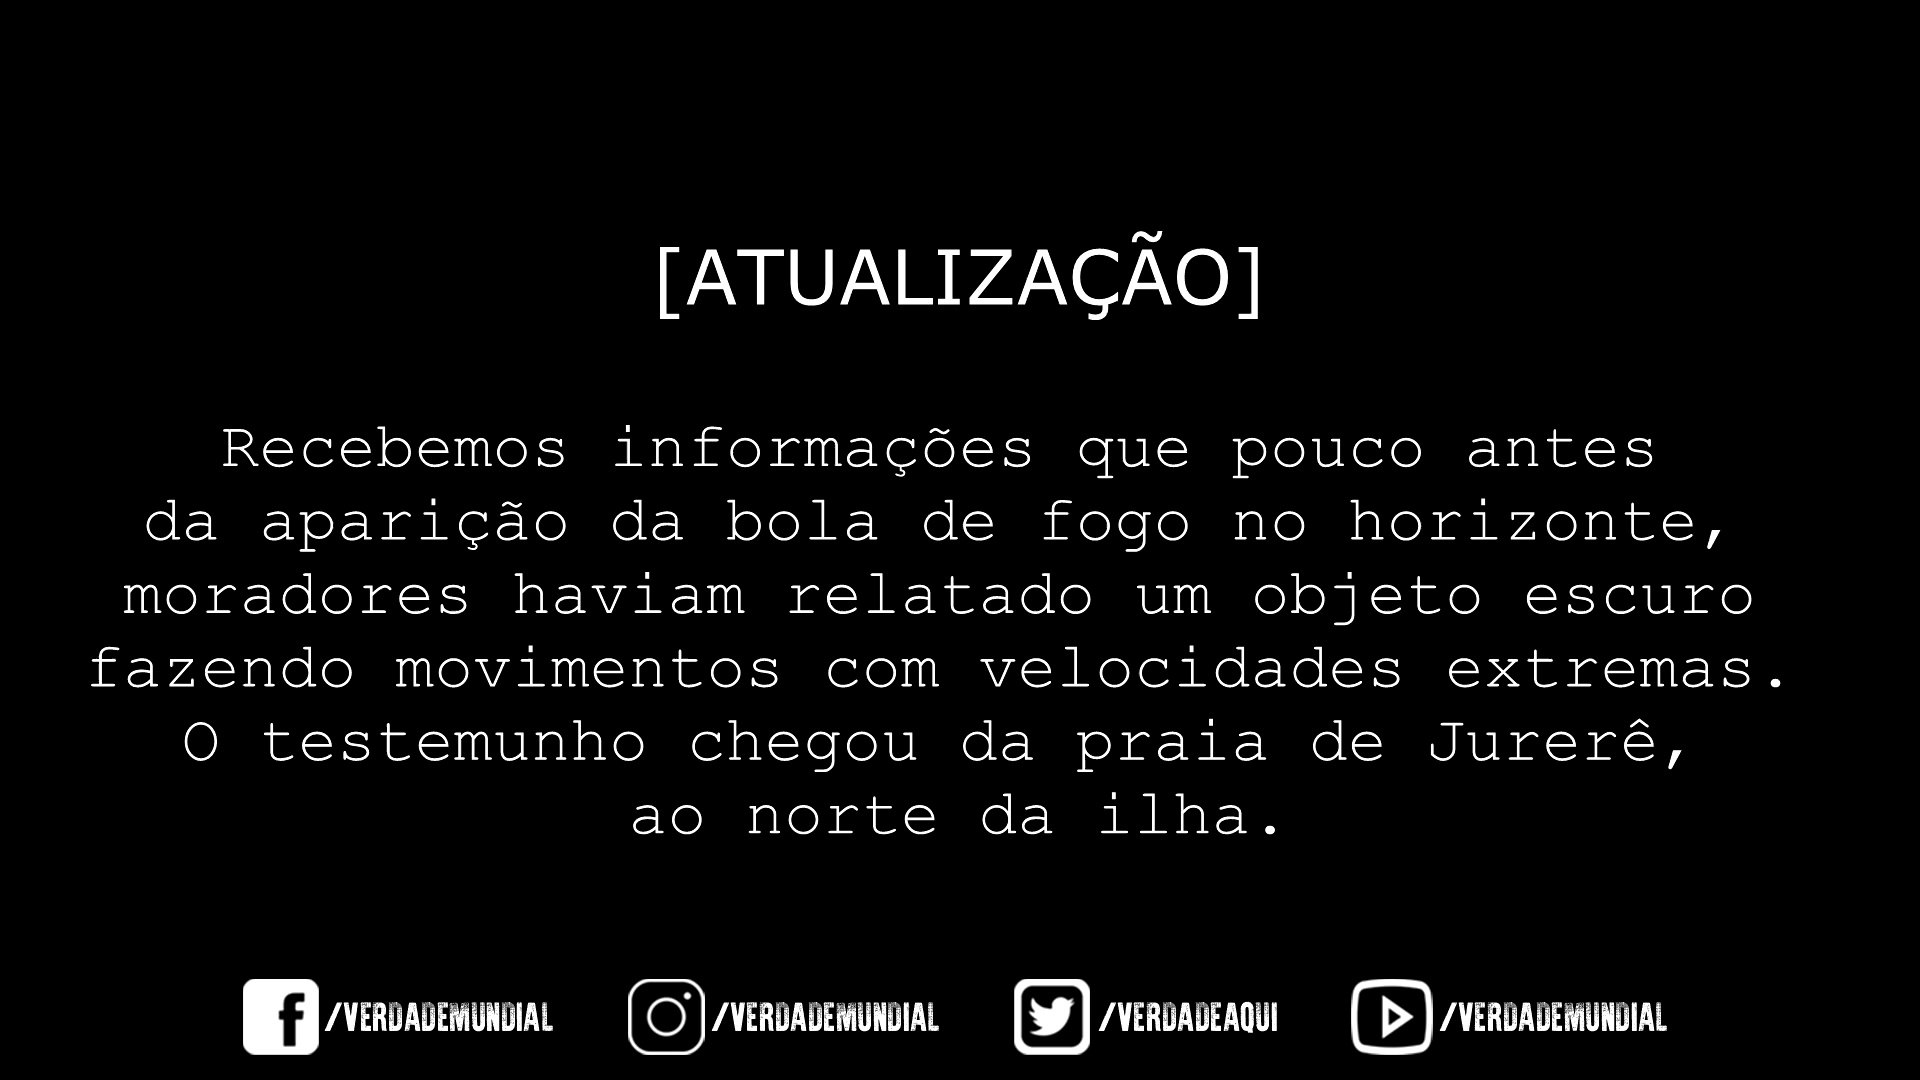 [ATUALIZAÇÃO]
Recebemos informações que pouco antes
da aparição da bola de fogo no horizonte,
moradores haviam relatado um objeto escuro
fazendo movimentos com velocidades extremas.
O testemunho chegou da praia de Jurerê,
ao norte da ilha.
/VERDADEMUNDIAL /VERDADEMUNDIAL /VERDADEAQUI /VERDADEMUNDIAL